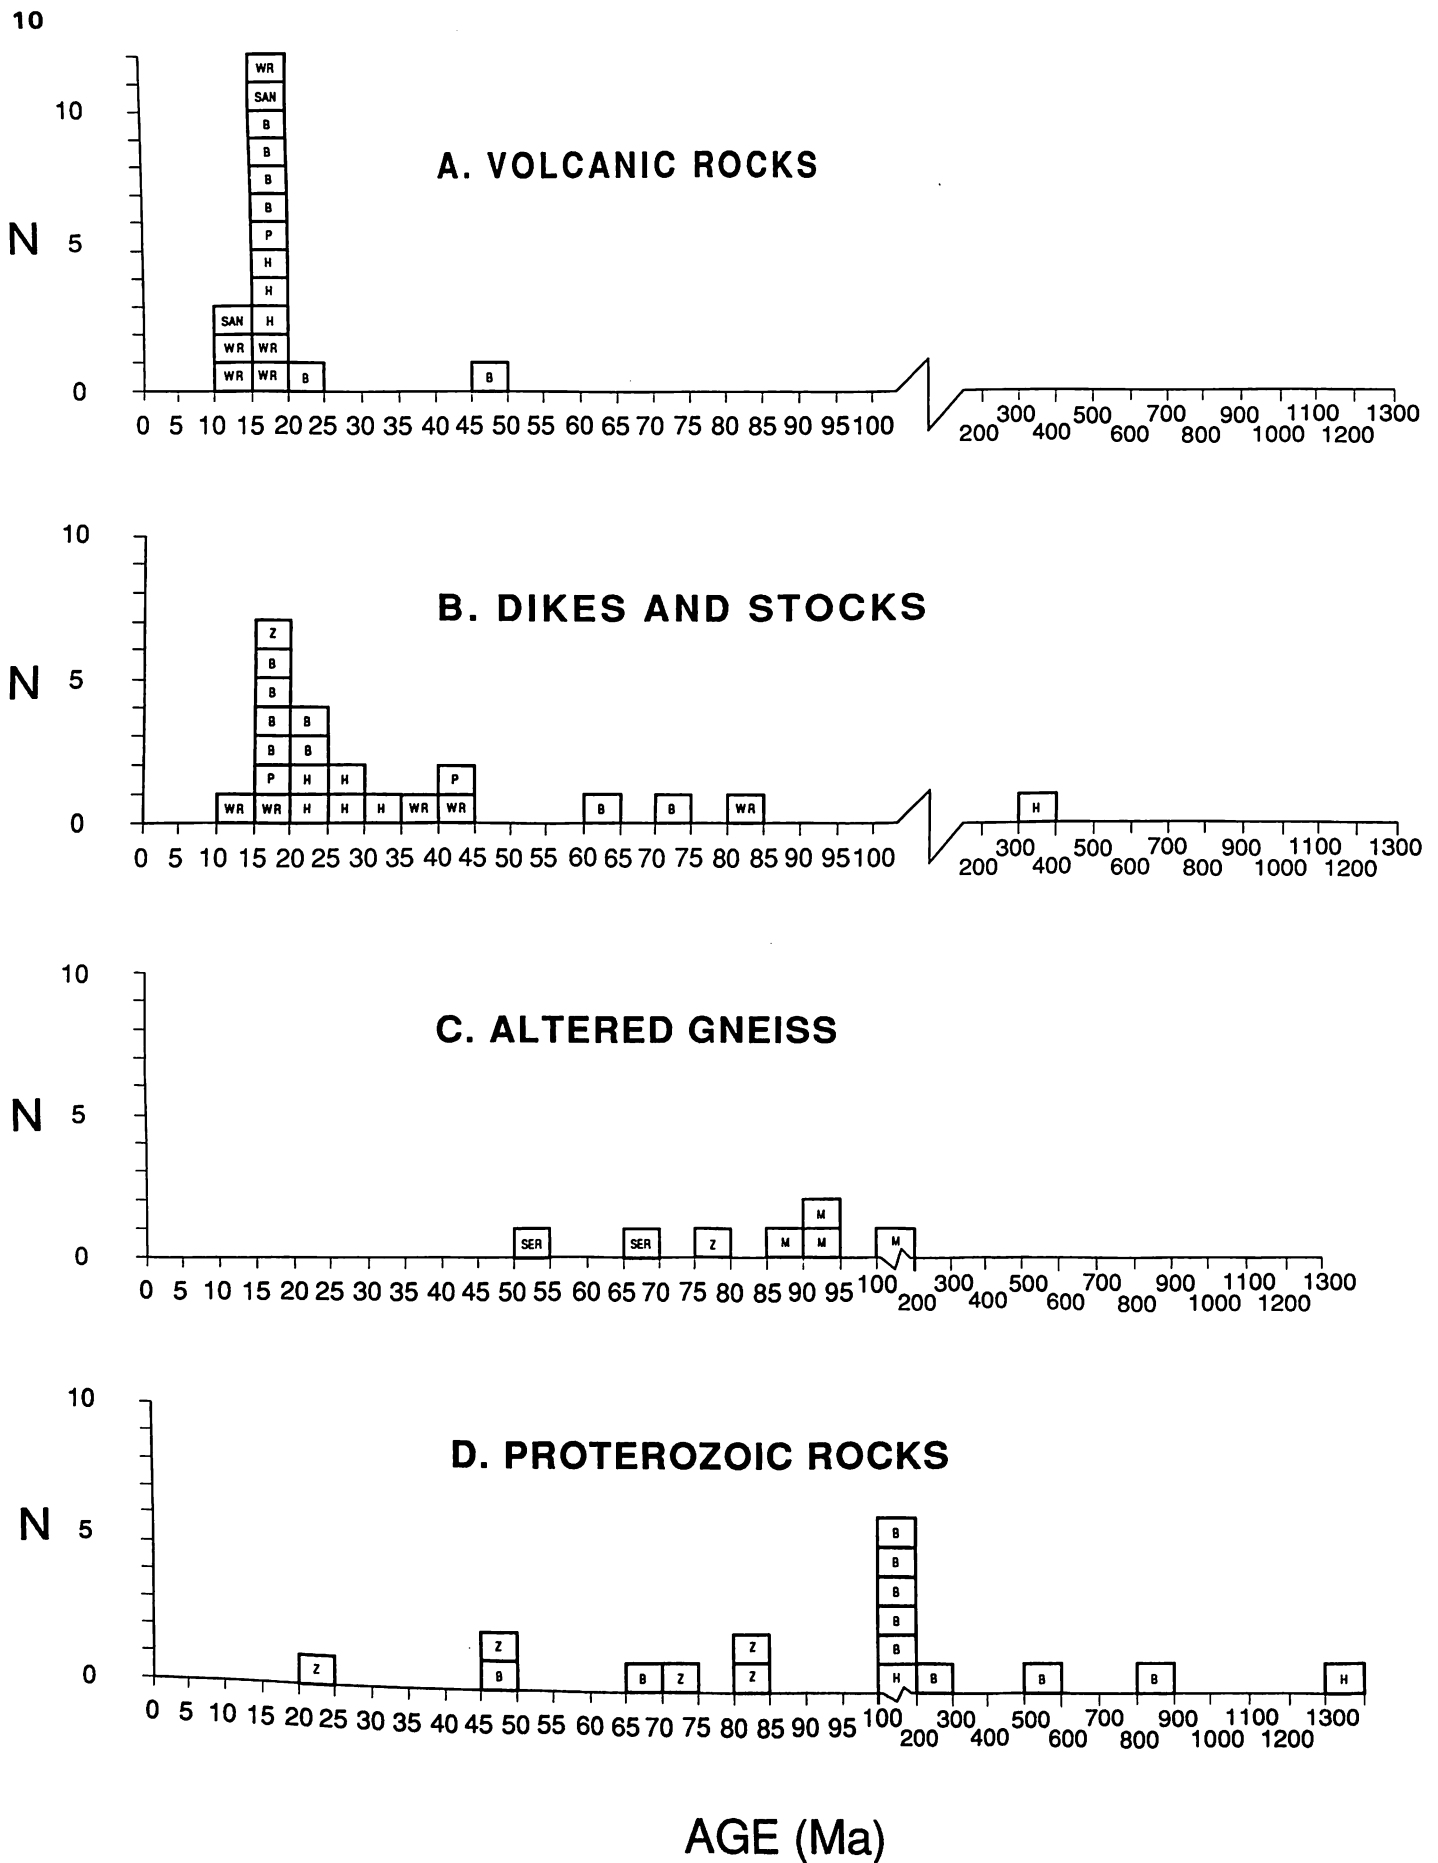 10
WR
SAN
10
B
B
A. VOLCANIC ROCKS
B
B
P
N 5
H
H
SAN H
WR WR
WR WR B B
0
0 5 10 15 20 25 30 35 40 45 50 55 60 65 70 75 80 85 90 95 100 300 500 700 900 1100 1300
200 400 600 800 1000 1200
10
B. DIKES AND STOCKS
Z
B
N 5 B
B B
B B
P H H P
WR WR H H H WR WR B B WR H
0
0 5 10 15 20 25 30 35 40 45 50 55 60 65 70 75 80 85 90 95 100 300 500 700 900 1100 1300
200 400 600 800 1000 1200
10
C. ALTERED GNEISS
N 5
M
SER SER Z M M M
0
0 5 10 15 20 25 30 35 40 45 50 55 60 65 70 75 80 85 90 95 100 300 500 700 900 1100 1300
200 400 600 800 1000 1200
10
D. PROTEROZOIC ROCKS
N 5 B
B
B
B
Z Z B
Z B B Z Z H B B B H
0
0 5 10 15 20 25 30 35 40 45 50 55 60 65 70 75 80 85 90 95 100 300 500 700 900 1100 1300
200 400 600 800 1000 1200
AGE (Ma)